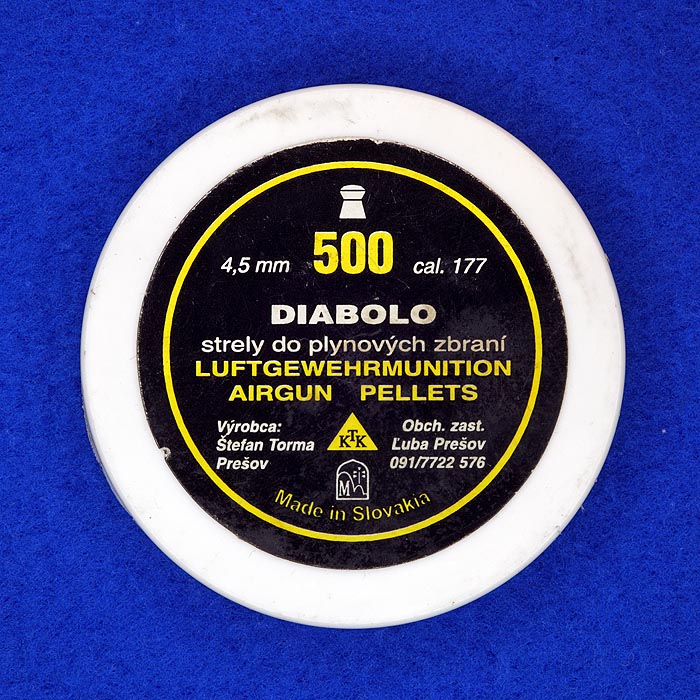 4,5 mm 500 cal. 177
DIABOLO
strely do plynových zbraní
LUFTGEWEHRMUNITION
AIRGUN PELLETS
Výrobca:
Štefan Torma
Prešov
KTK
Obch. zast.
Ľuba Prešov
091/7722 576
M
Made in Slovakia